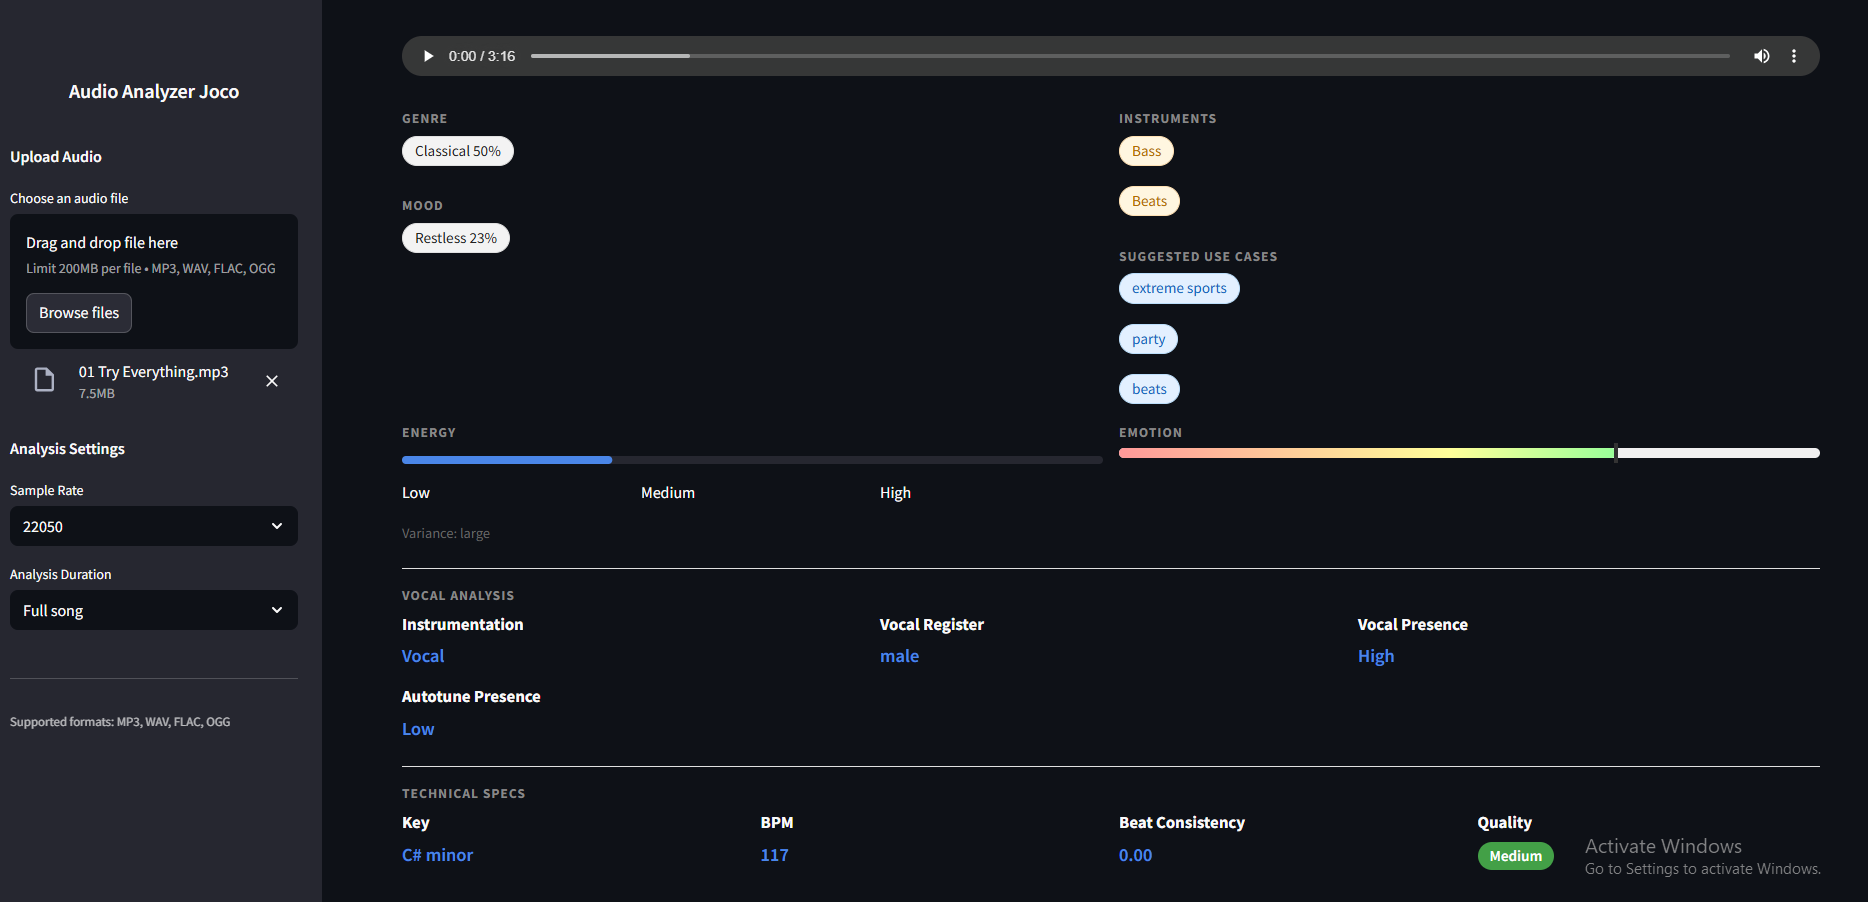 Audio Analyzer Joco
Upload Audio
Choose an audio file
Drag and drop file here
Limit 200MB per file • MP3, WAV, FLAC, OGG
Browse files
01 Try Everything.mp3
7.5MB
Analysis Settings
Sample Rate
22050
Analysis Duration
Full song
Supported formats: MP3, WAV, FLAC, OGG
0:00 / 3:16
GENRE
Classical 50%
MOOD
Restless 23%
INSTRUMENTS
Bass
Beats
SUGGESTED USE CASES
extreme sports
party
beats
ENERGY
Low Medium High
Variance: large
EMOTION
VOCAL ANALYSIS
Instrumentation Vocal Register Vocal Presence
Vocal male High
Autotune Presence
Low
TECHNICAL SPECS
Key BPM Beat Consistency Quality
C# minor 117 0.00 Medium
Activate Windows
Go to Settings to activate Windows.